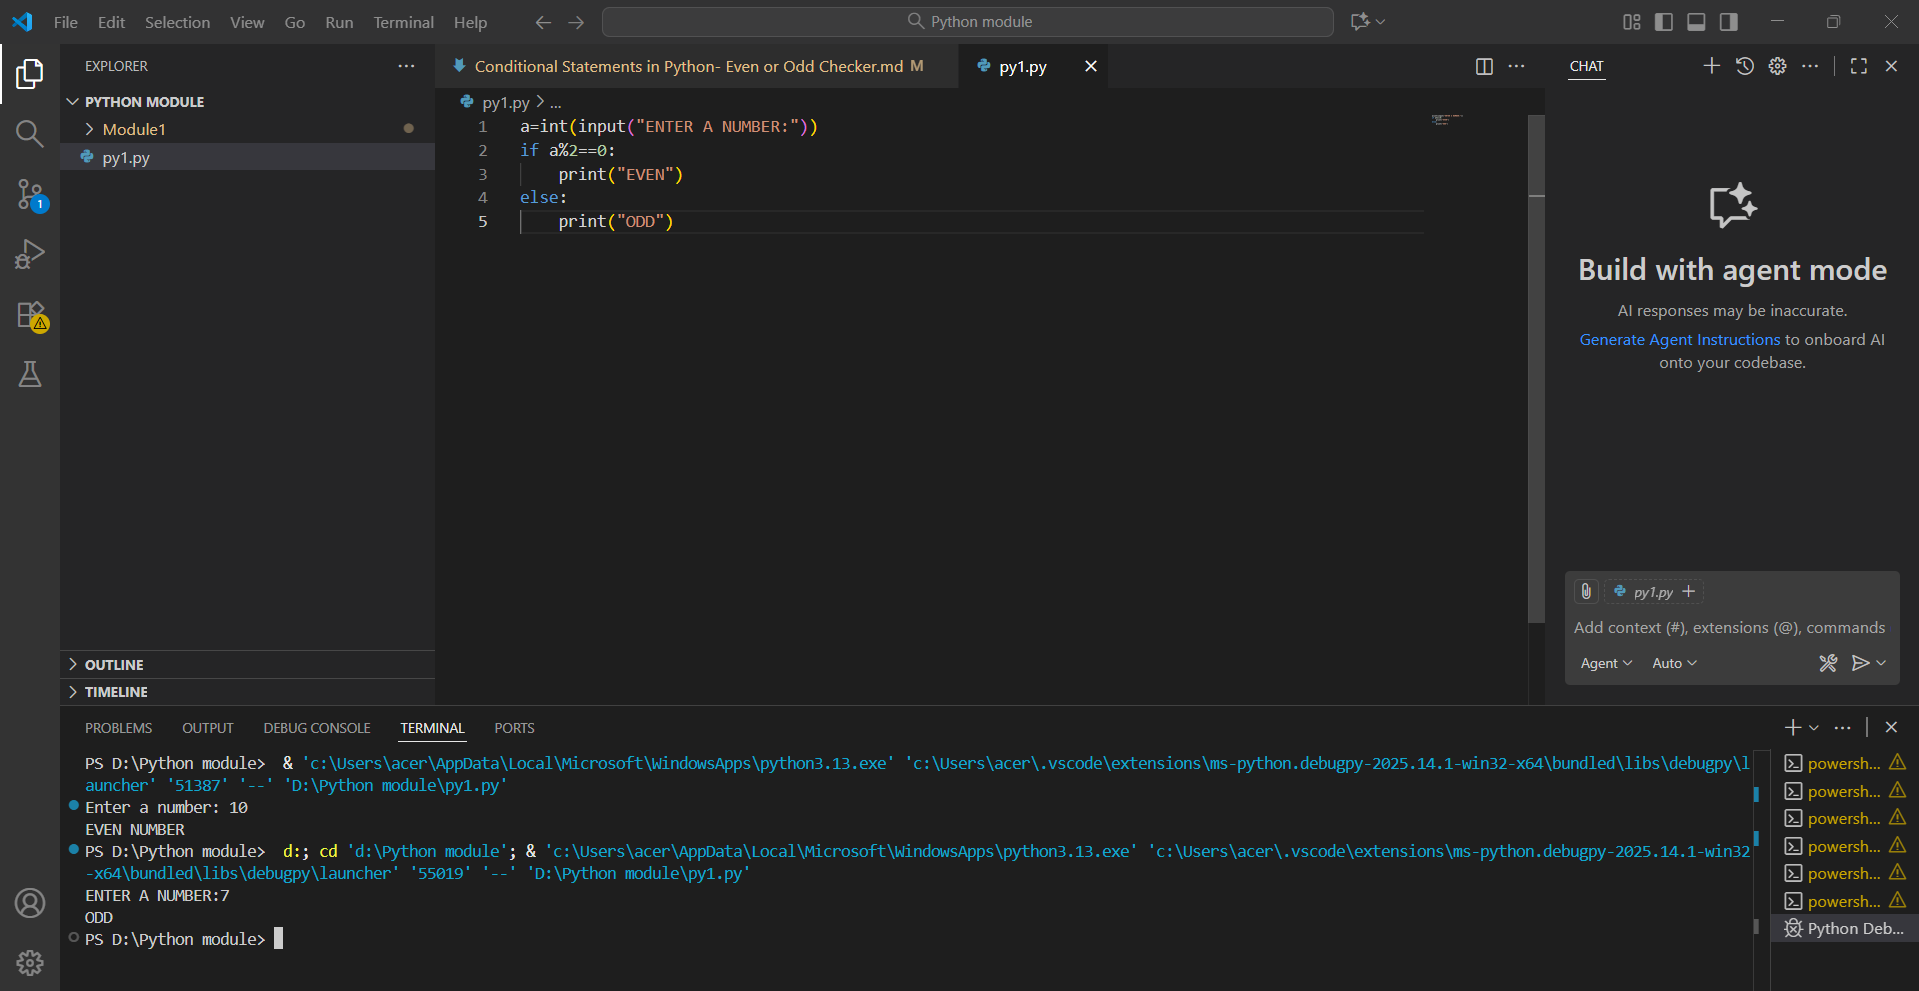 File Edit Selection View Go Run Terminal Help
Python module
EXPLORER
PYTHON MODULE
Module1
py1.py
1
OUTLINE
TIMELINE
Conditional Statements in Python- Even or Odd Checker.md M
py1.py
py1.py > ...
1 a=int(input("ENTER A NUMBER:"))
2 if a%2==0:
3 print("EVEN")
4 else:
5 print("ODD")
CHAT
Build with agent mode
AI responses may be inaccurate.
Generate Agent Instructions to onboard AI
onto your codebase.
py1.py
Add context (#), extensions (@), commands
Agent Auto
PROBLEMS OUTPUT DEBUG CONSOLE TERMINAL PORTS
PS D:\Python module> & 'c:\Users\acer\AppData\Local\Microsoft\WindowsApps\python3.13.exe' 'c:\Users\acer\.vscode\extensions\ms-python.debugpy-2025.14.1-win32-x64\bundled\libs\debugpy\l
auncher' '51387' '--' 'D:\Python module\py1.py'
Enter a number: 10
EVEN NUMBER
PS D:\Python module> d:; cd 'd:\Python module'; & 'c:\Users\acer\AppData\Local\Microsoft\WindowsApps\python3.13.exe' 'c:\Users\acer\.vscode\extensions\ms-python.debugpy-2025.14.1-win32
-x64\bundled\libs\debugpy\launcher' '55019' '--' 'D:\Python module\py1.py'
ENTER A NUMBER:7
ODD
PS D:\Python module>
powersh...
powersh...
powersh...
powersh...
powersh...
powersh...
Python Deb...